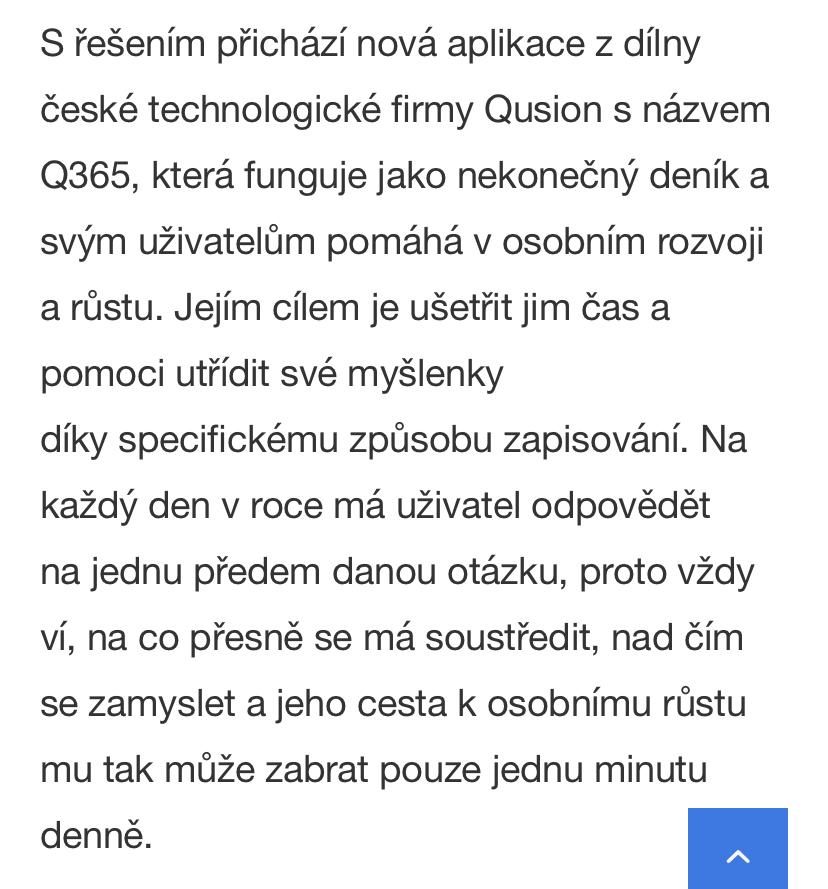 S řešením přichází nová aplikace z dílny
české technologické firmy Qusion s názvem
Q365, která funguje jako nekonečný deník a
svým uživatelům pomáhá v osobním rozvoji
a růstu. Jejím cílem je ušetřit jim čas a
pomoci utřídit své myšlenky
díky specifickému způsobu zapisování. Na
každý den v roce má uživatel odpovědět
na jednu předem danou otázku, proto vždy
ví, na co přesně se má soustředit, nad čím
se zamyslet a jeho cesta k osobnímu růstu
mu tak může zabrat pouze jednu minutu
denně.